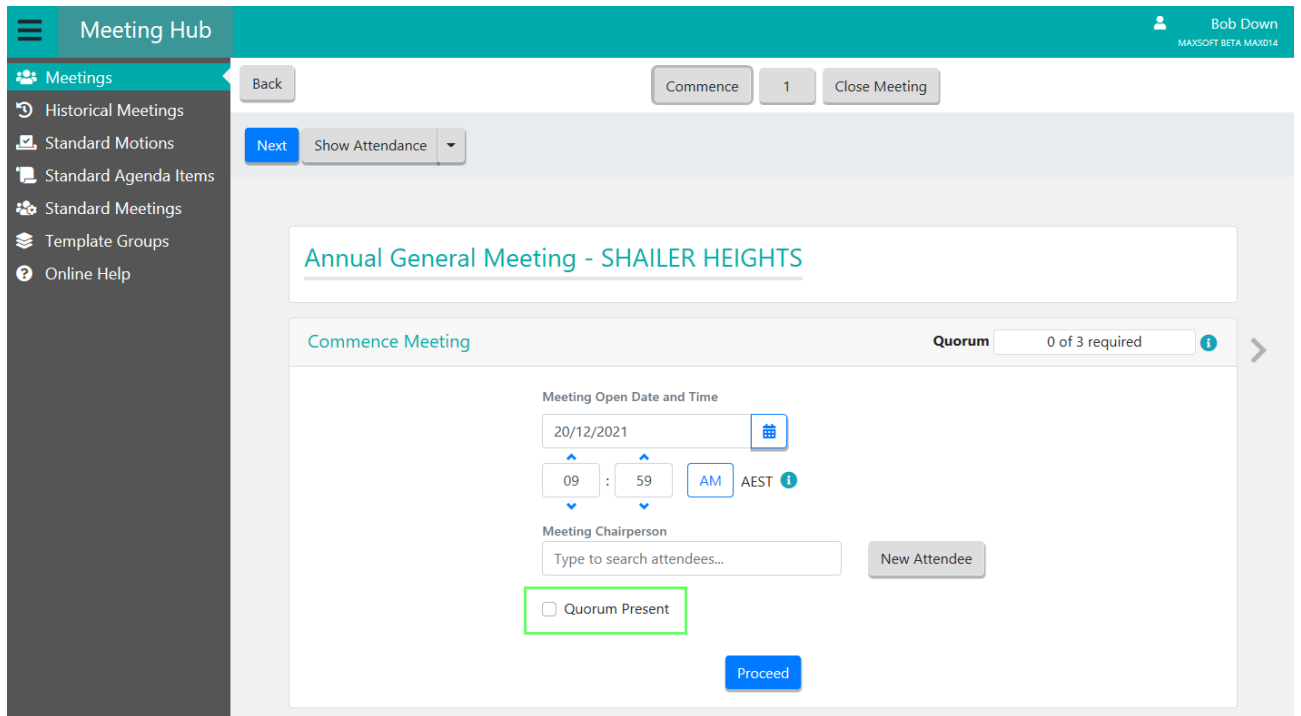 Meeting Hub
Bob Down
MAXSOFT BETA MAX014
Meetings
Historical Meetings
Standard Motions
Standard Agenda Items
Standard Meetings
Template Groups
Online Help
Back
Commence
1
Close Meeting
Next
Show Attendance
Annual General Meeting - SHAILER HEIGHTS
Commence Meeting
Quorum
0 of 3 required
Meeting Open Date and Time
20/12/2021
09 : 59 AM AEST
Meeting Chairperson
Type to search attendees...
New Attendee
Quorum Present
Proceed